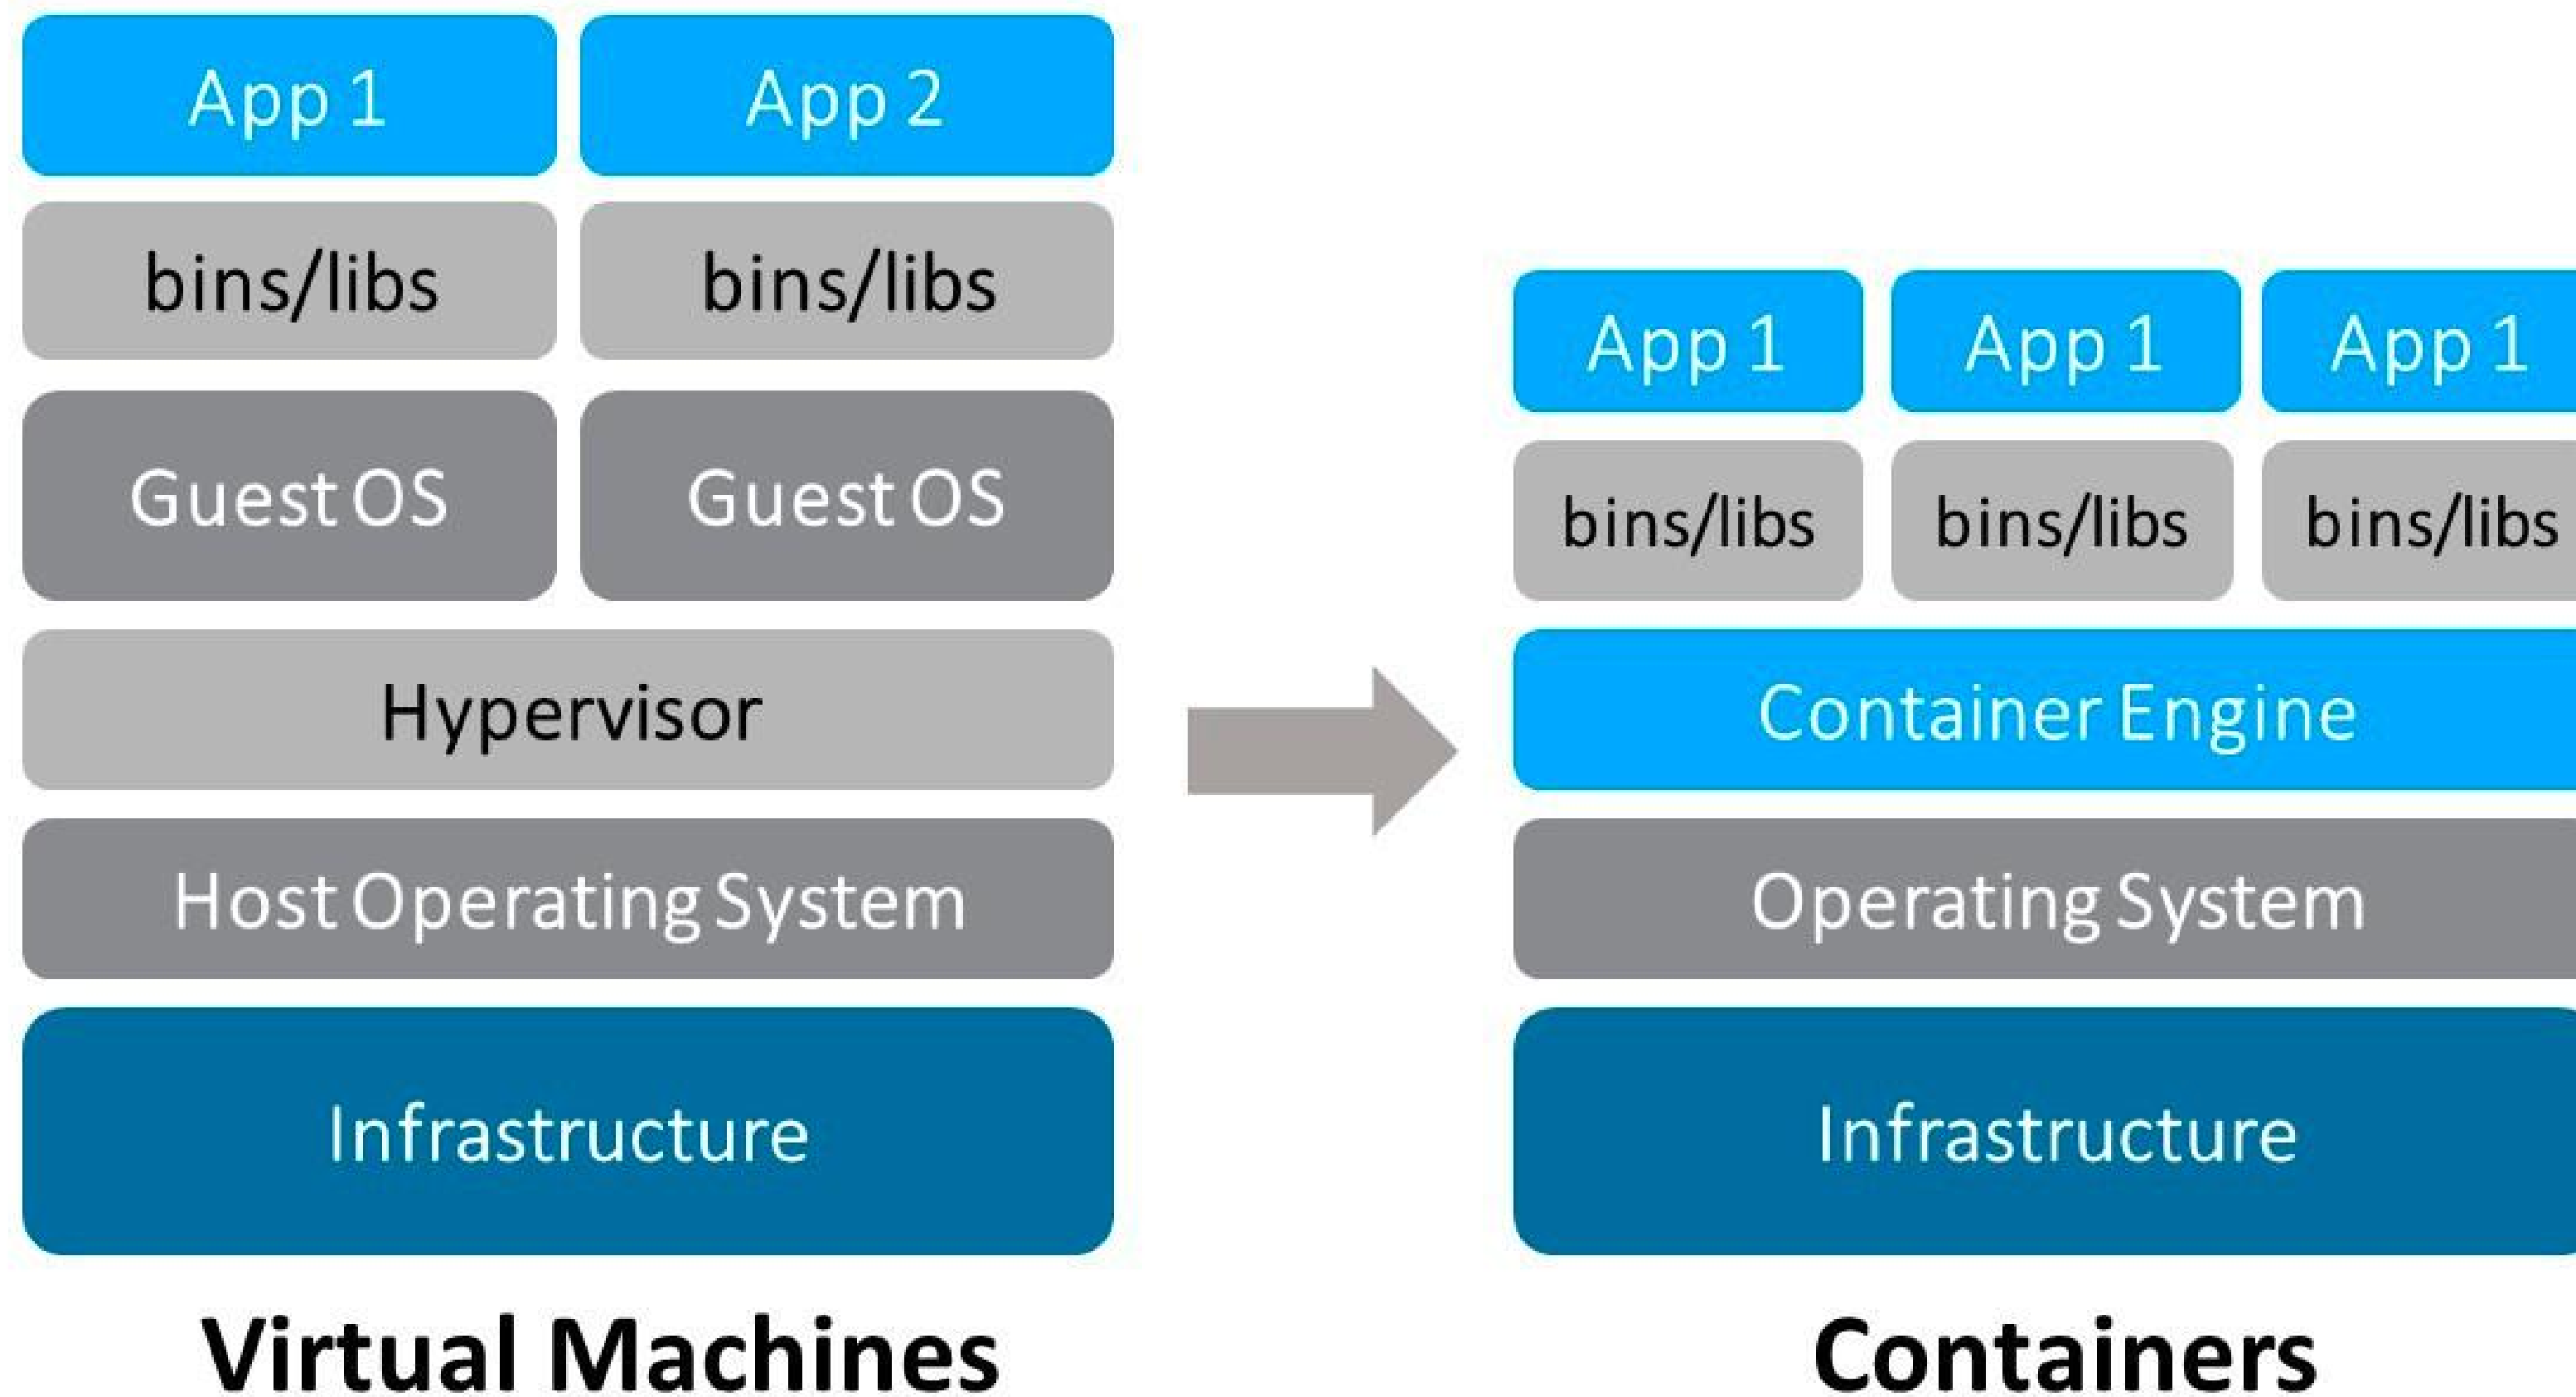 App 1
App 2
bins/libs
bins/libs
Guest OS
Guest OS
Hypervisor
Host Operating System
Infrastructure
Virtual Machines
App 1
App 1
App 1
bins/libs
bins/libs
bins/libs
Container Engine
Operating System
Infrastructure
Containers